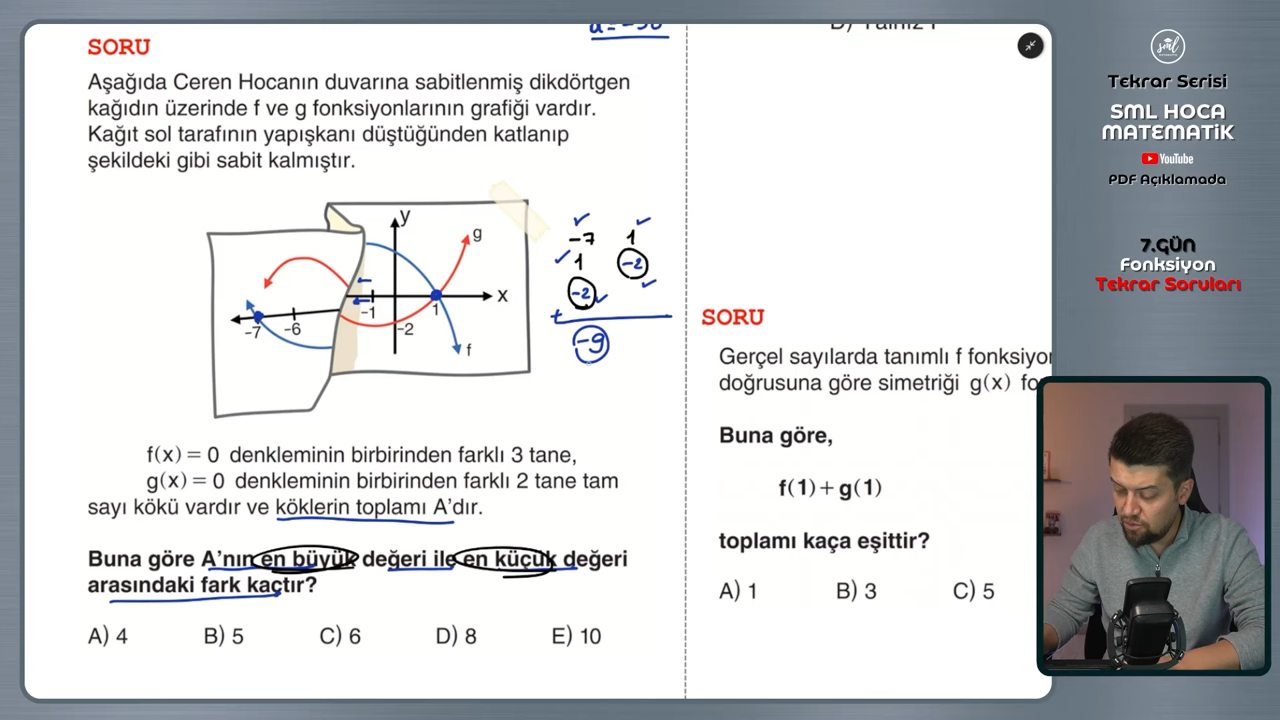 a = -30
SORU
Aşağıda Ceren Hocanın duvarına sabitlenmiş dikdörtgen
kağıdın üzerinde f ve g fonksiyonlarının grafiği vardır.
Kağıt sol tarafının yapışkanı düştüğünden katlanıp
şekildeki gibi sabit kalmıştır.
y
g
x
-1
1
-2
-7
-6
f
-7 1
1 -2
-2
+
-9
f(x) = 0 denkleminin birbirinden farklı 3 tane,
g(x) = 0 denkleminin birbirinden farklı 2 tane tam
sayı kökü vardır ve köklerin toplamı A'dır.
Buna göre A'nın en büyük değeri ile en küçük değeri
arasındaki fark kaçtır?
A) 4 B) 5 C) 6 D) 8 E) 10
SORU
Gerçel sayılarda tanımlı f fonksiyo
doğrusuna göre simetriği g(x) fo
Buna göre,
f(1) + g(1)
toplamı kaça eşittir?
A) 1 B) 3 C) 5
sml
Tekrar Serisi
SML HOCA
MATEMATİK
YouTube
PDF Açıklamada
7.GÜN
Fonksiyon
Tekrar Soruları